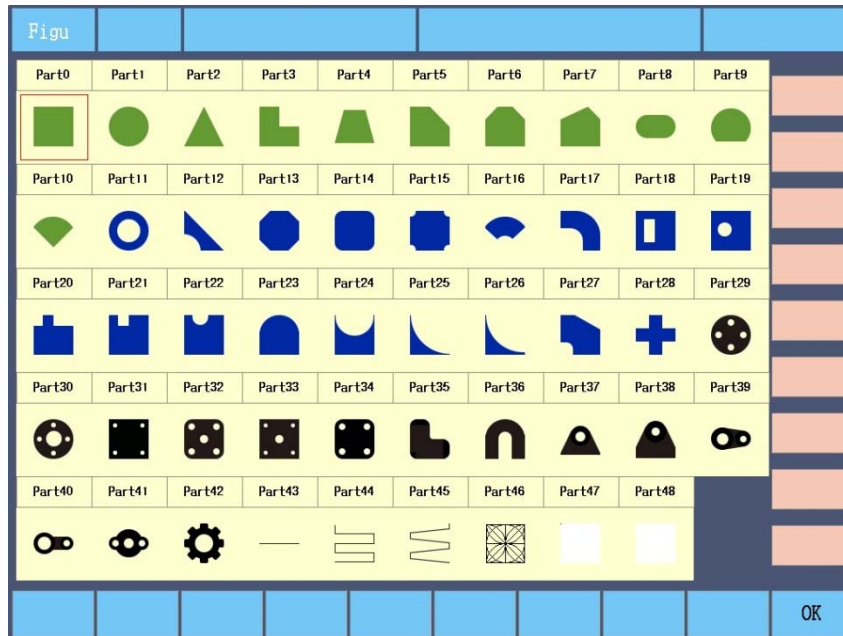 Figu
Part0 Part1 Part2 Part3 Part4 Part5 Part6 Part7 Part8 Part9
Part10 Part11 Part12 Part13 Part14 Part15 Part16 Part17 Part18 Part19
Part20 Part21 Part22 Part23 Part24 Part25 Part26 Part27 Part28 Part29
Part30 Part31 Part32 Part33 Part34 Part35 Part36 Part37 Part38 Part39
Part40 Part41 Part42 Part43 Part44 Part45 Part46 Part47 Part48
OK